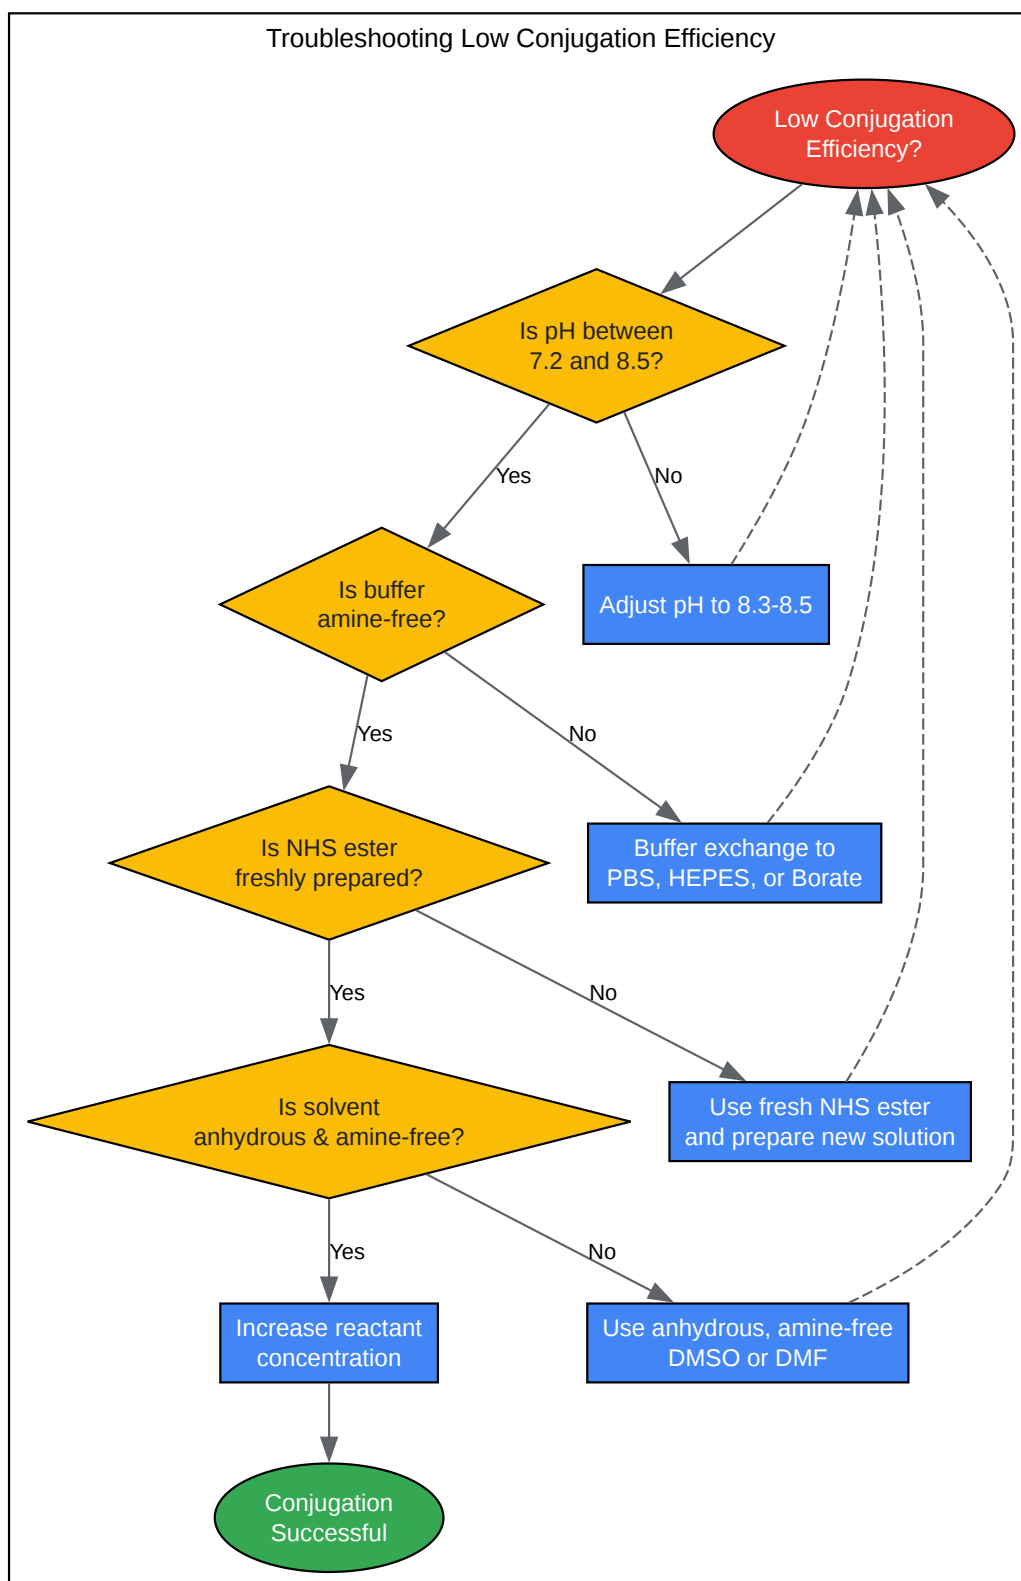 Troubleshooting Low Conjugation Efficiency
Low Conjugation
Efficiency?
Is pH between
7.2 and 8.5?
Yes
No
Is buffer
amine-free?
Adjust pH to 8.3-8.5
Yes
No
Is NHS ester
freshly prepared?
Buffer exchange to
PBS, HEPES, or Borate
Yes
No
Is solvent
anhydrous & amine-free?
Use fresh NHS ester
and prepare new solution
Yes
No
Increase reactant
concentration
Use anhydrous, amine-free
DMSO or DMF
Conjugation
Successful